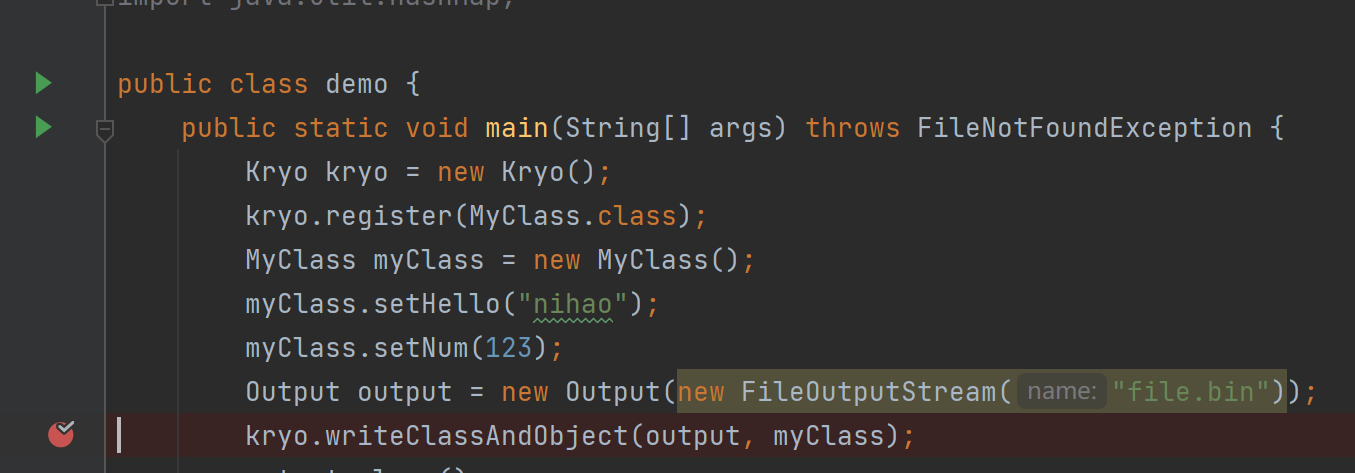 import java.util.HashMap;
public class demo {
public static void main(String[] args) throws FileNotFoundException {
Kryo kryo = new Kryo();
kryo.register(MyClass.class);
MyClass myClass = new MyClass();
myClass.setHello("nihao");
myClass.setNum(123);
Output output = new Output(new FileOutputStream( name: "file.bin"));
kryo.writeClassAndObject(output, myClass);